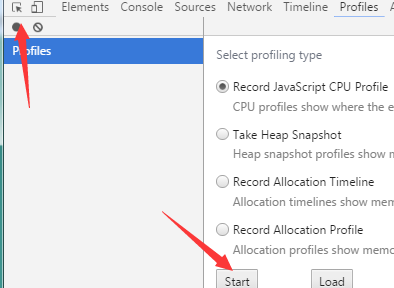 Elements Console Sources Network Timeline Profiles
Profiles
Select profiling type
Record JavaScript CPU Profile
CPU profiles show where the e
Take Heap Snapshot
Heap snapshot profiles show
Record Allocation Timeline
Allocation timelines show mem
Record Allocation Profile
Allocation profiles show memo
Start Load